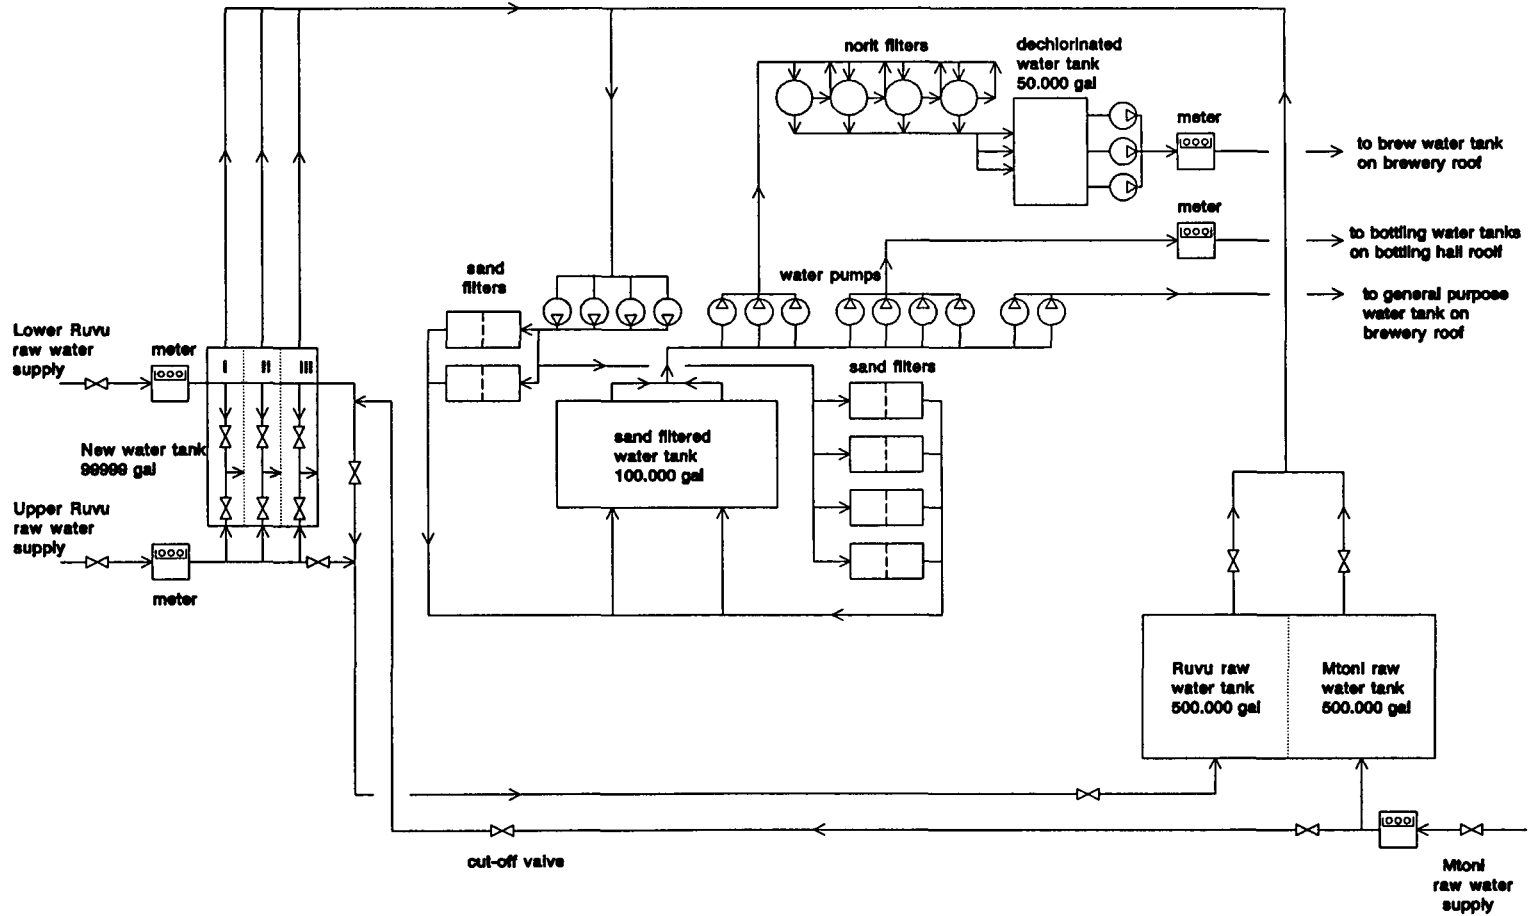 norit filters
dechlorinated
water tank
50.000 gal
meter
to brew water tank
on brewery roof
meter
to bottling water tanks
on bottling hall roolf
sand
filters
water pumps
to general purpose
water tank on
brewery roof
Lower Ruvu
raw water
supply
meter
I II III
sand filters
New water tank
99999 gal
sand filtered
water tank
100.000 gal
Upper Ruvu
raw water
supply
meter
Ruvu raw
water tank
500.000 gal
Mtoni raw
water tank
500.000 gal
cut-off valve
Mtoni
raw water
supply